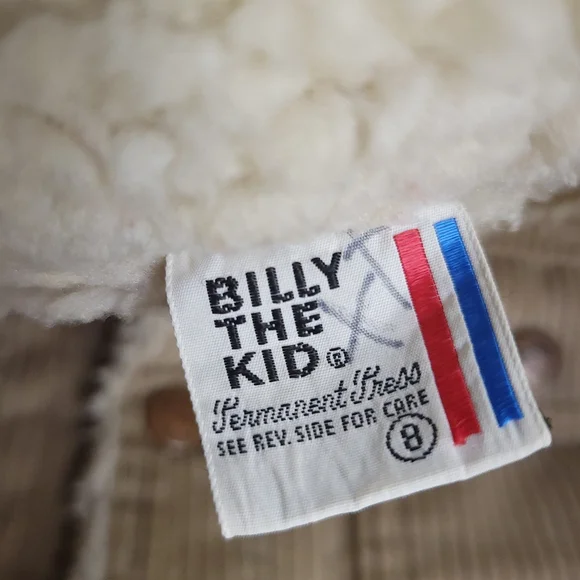 BILLY
THE
KID®
Permanent Press
SEE REV. SIDE FOR CARE
8